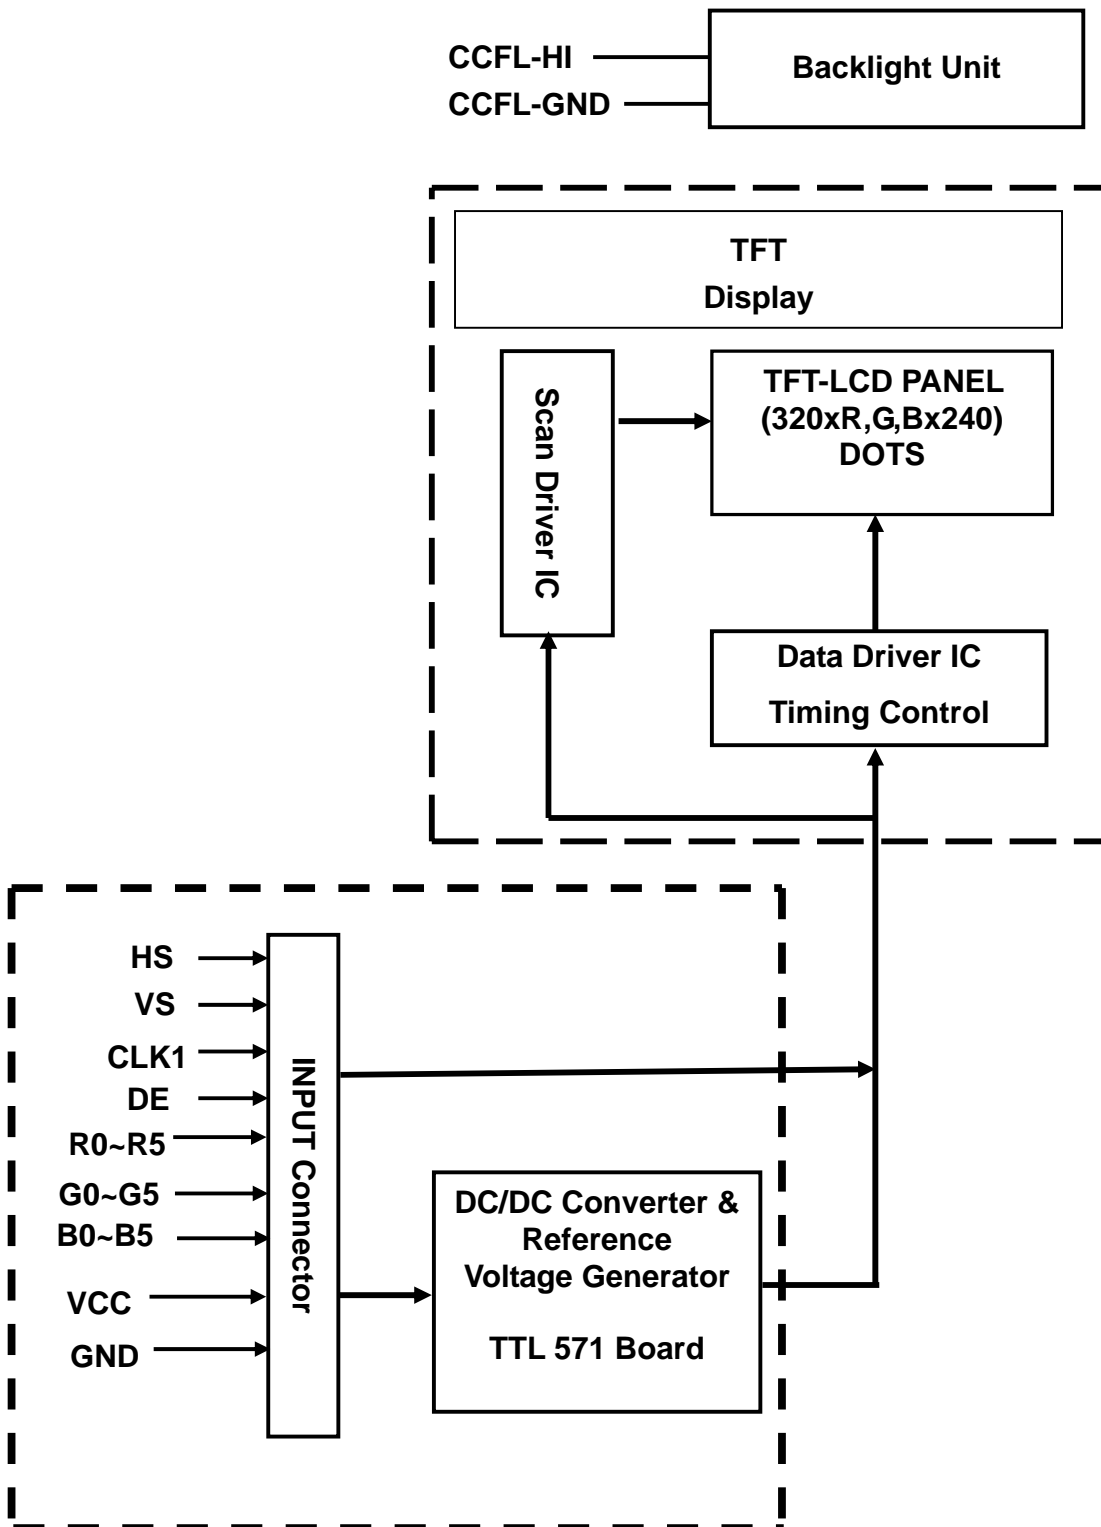 CCFL-HI
CCFL-GND
Backlight Unit
TFT
Display
Scan Driver IC
TFT-LCD PANEL
(320xR,G,Bx240)
DOTS
Data Driver IC
Timing Control
HS
VS
CLK1
DE
R0~R5
G0~G5
B0~B5
VCC
GND
INPUT Connector
DC/DC Converter &
Reference
Voltage Generator
TTL 571 Board